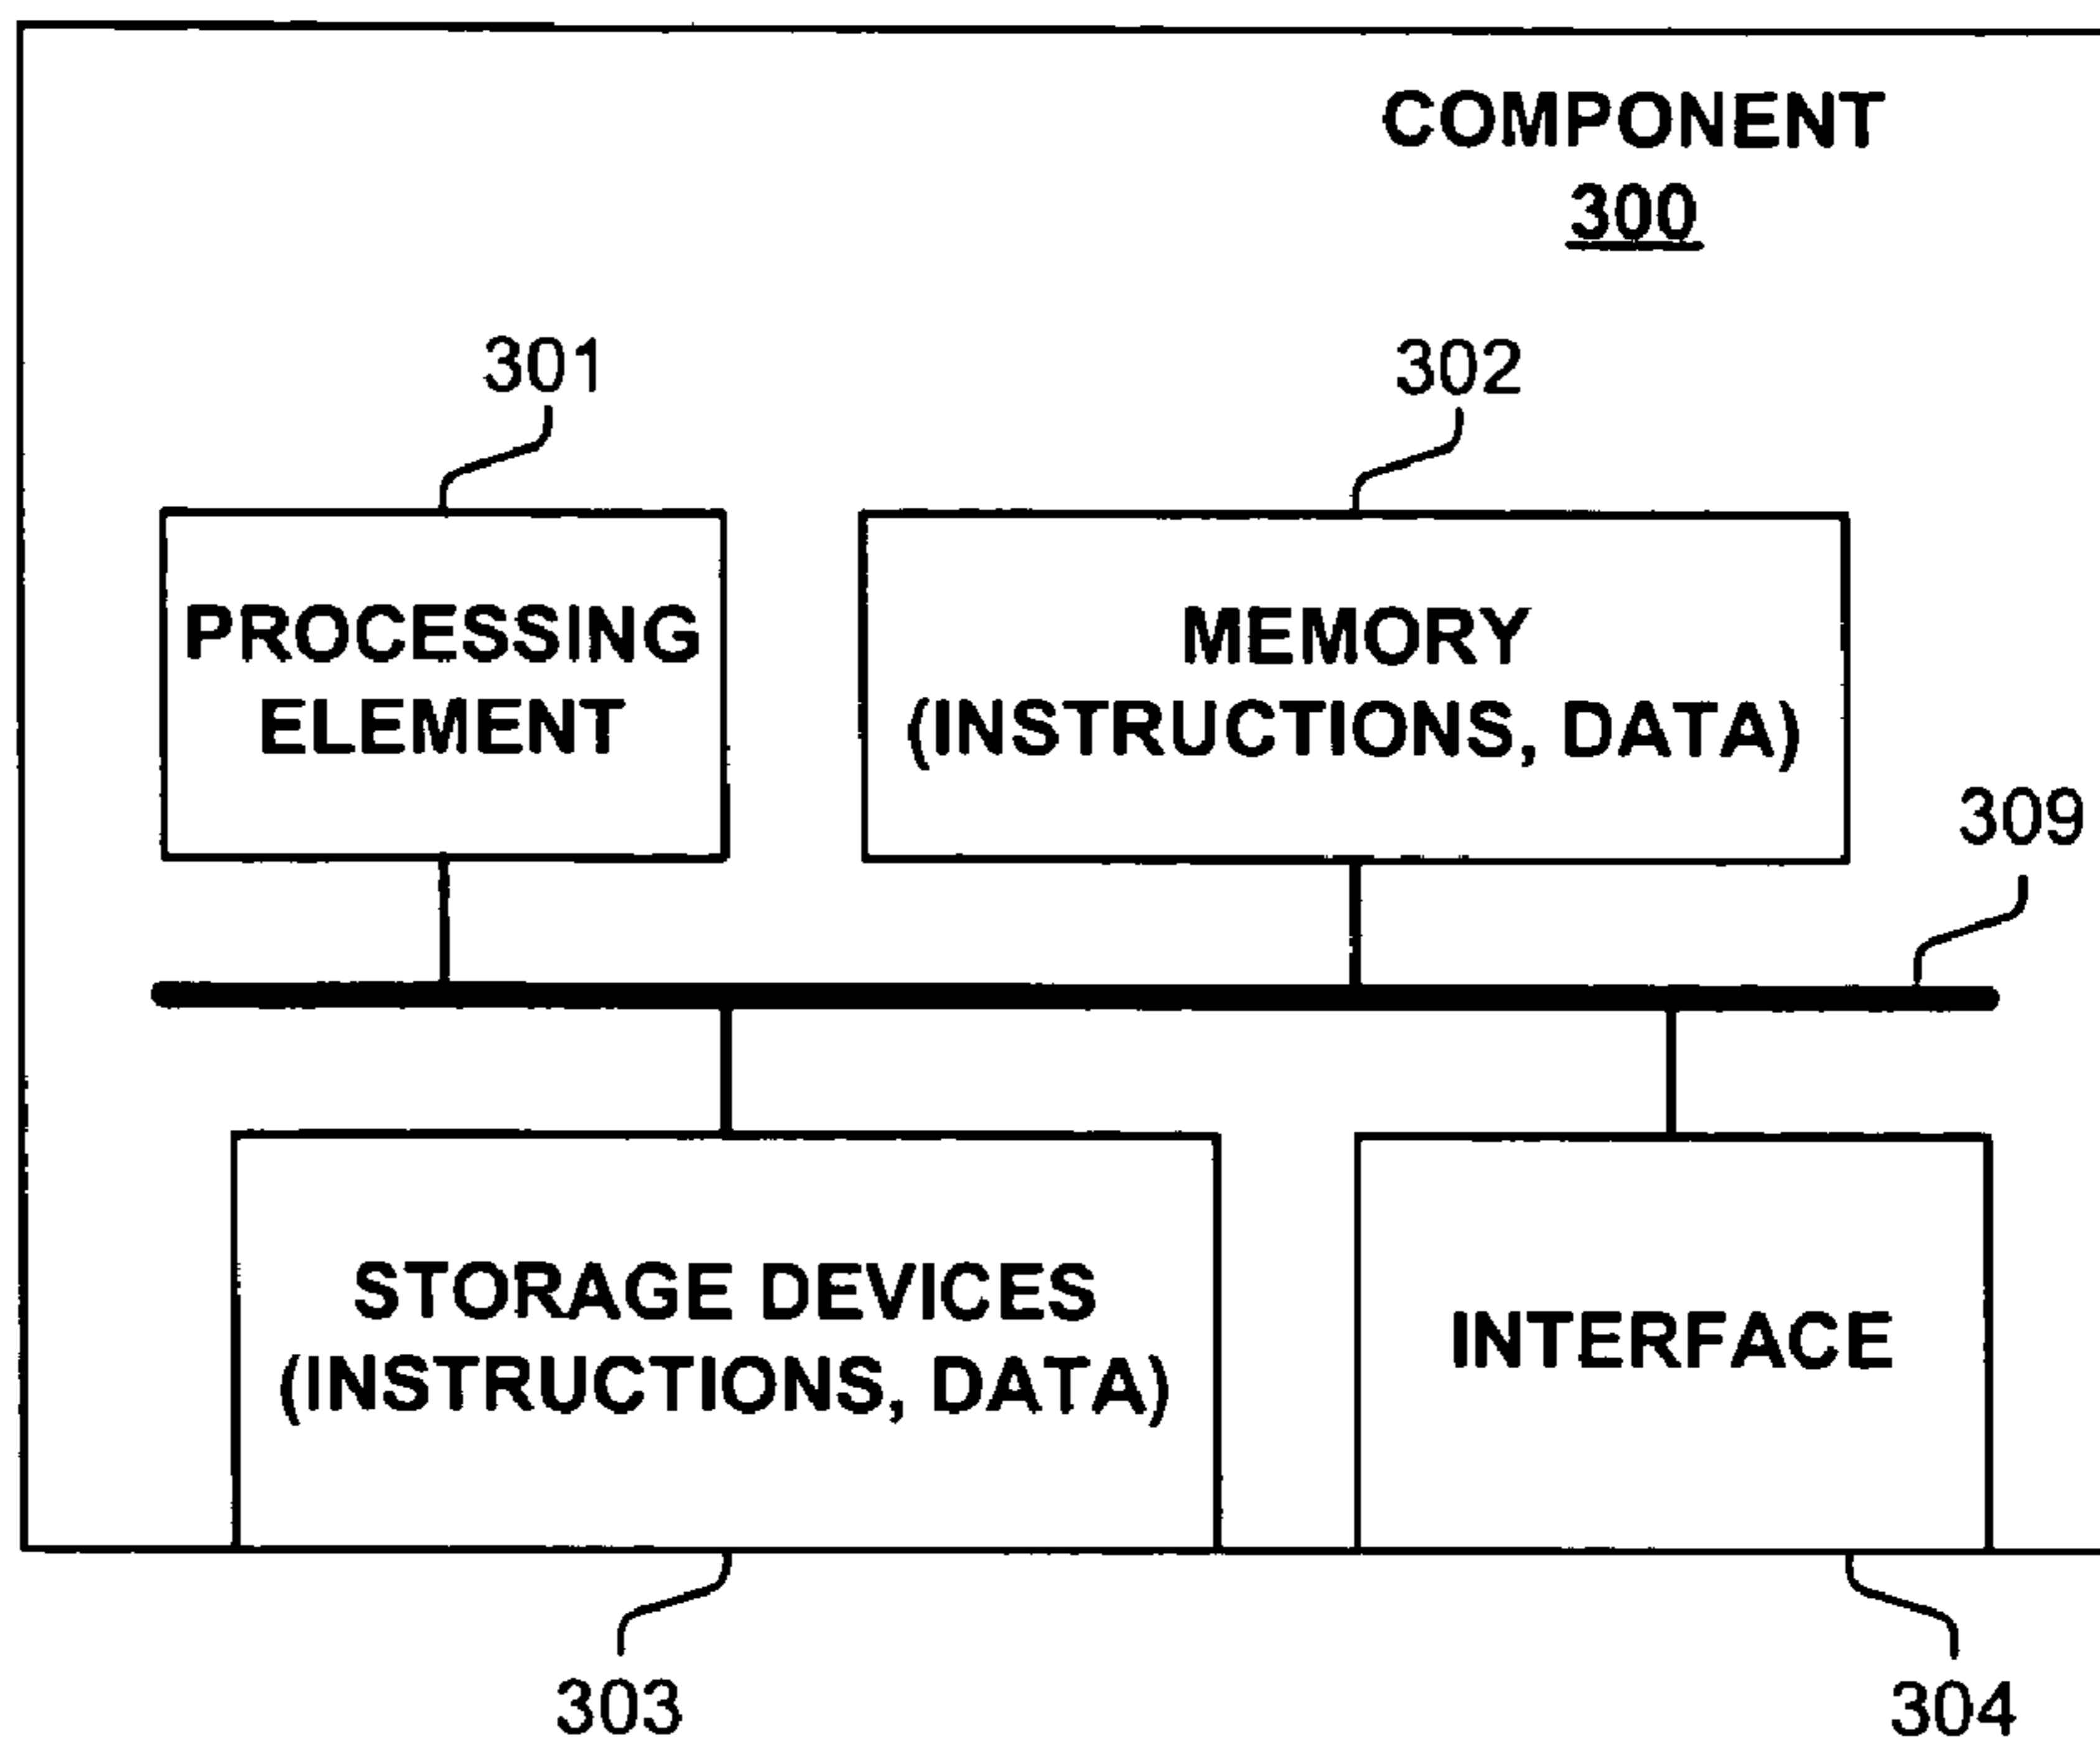 COMPONENT
300
301
302
PROCESSING
ELEMENT
MEMORY
(INSTRUCTIONS, DATA)
309
STORAGE DEVICES
(INSTRUCTIONS, DATA)
INTERFACE
303
304